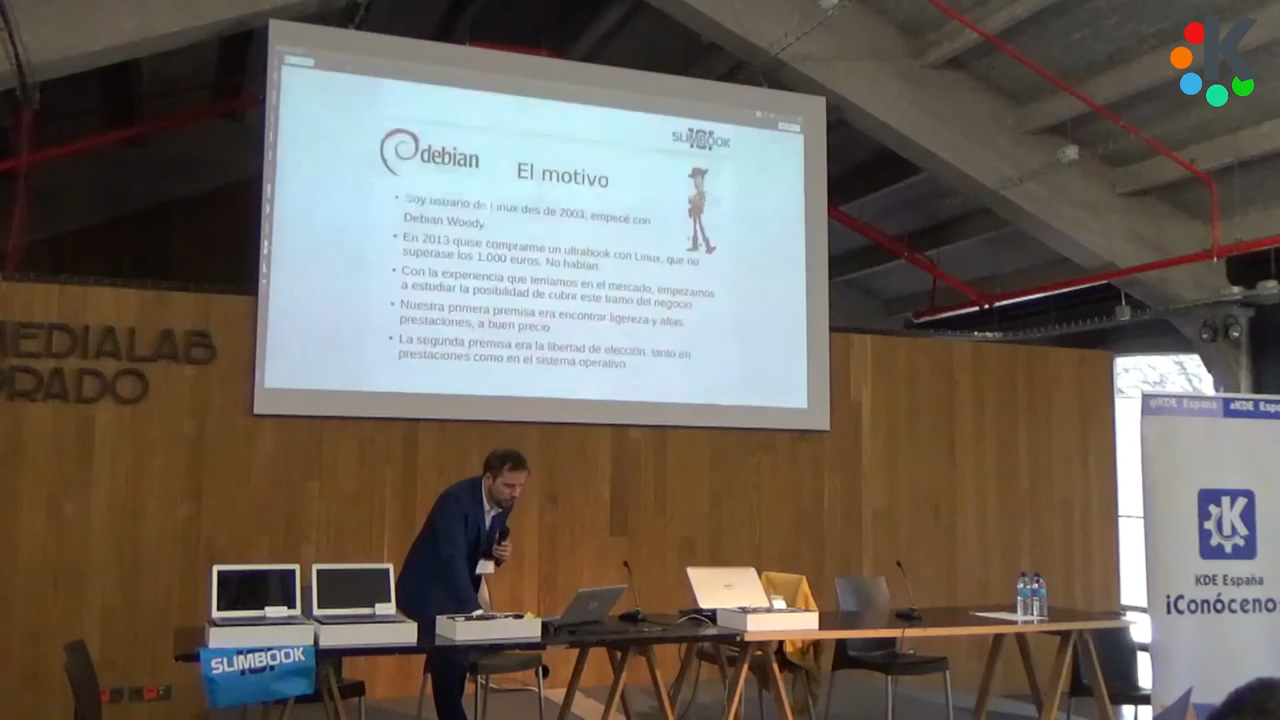 debian
El motivo
SLIMBOOK
• Soy usuario de Linux des de 2003, empecé con
Debian Woody.
• En 2013 quise comprarme un ultrabook con Linux, que no
superase los 1.000 euros. No habían
• Con la experiencia que teníamos en el mercado, empezamos
a estudiar la posibilidad de cubrir este tramo del negocio
• Nuestra primera premisa era encontrar ligereza y altas
prestaciones, a buen precio
• La segunda premisa era la libertad de elección, tanto en
prestaciones como en el sistema operativo
MEDIALAB
PRADO
SLIMBOOK
@KDE España
KDE España
¡Conóceno
K